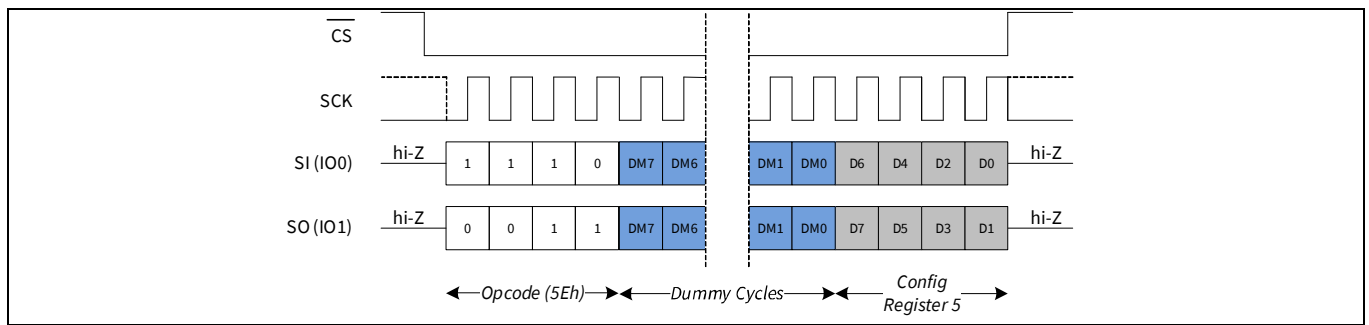 CS
SCK
SI (IO0) hi-Z 1 1 1 0 DM7 DM6 DM1 DM0 D6 D4 D2 D0 hi-Z
SO (IO1) hi-Z 0 0 1 1 DM7 DM6 DM1 DM0 D7 D5 D3 D1 hi-Z
Opcode (5Eh) Dummy Cycles Config
Register 5